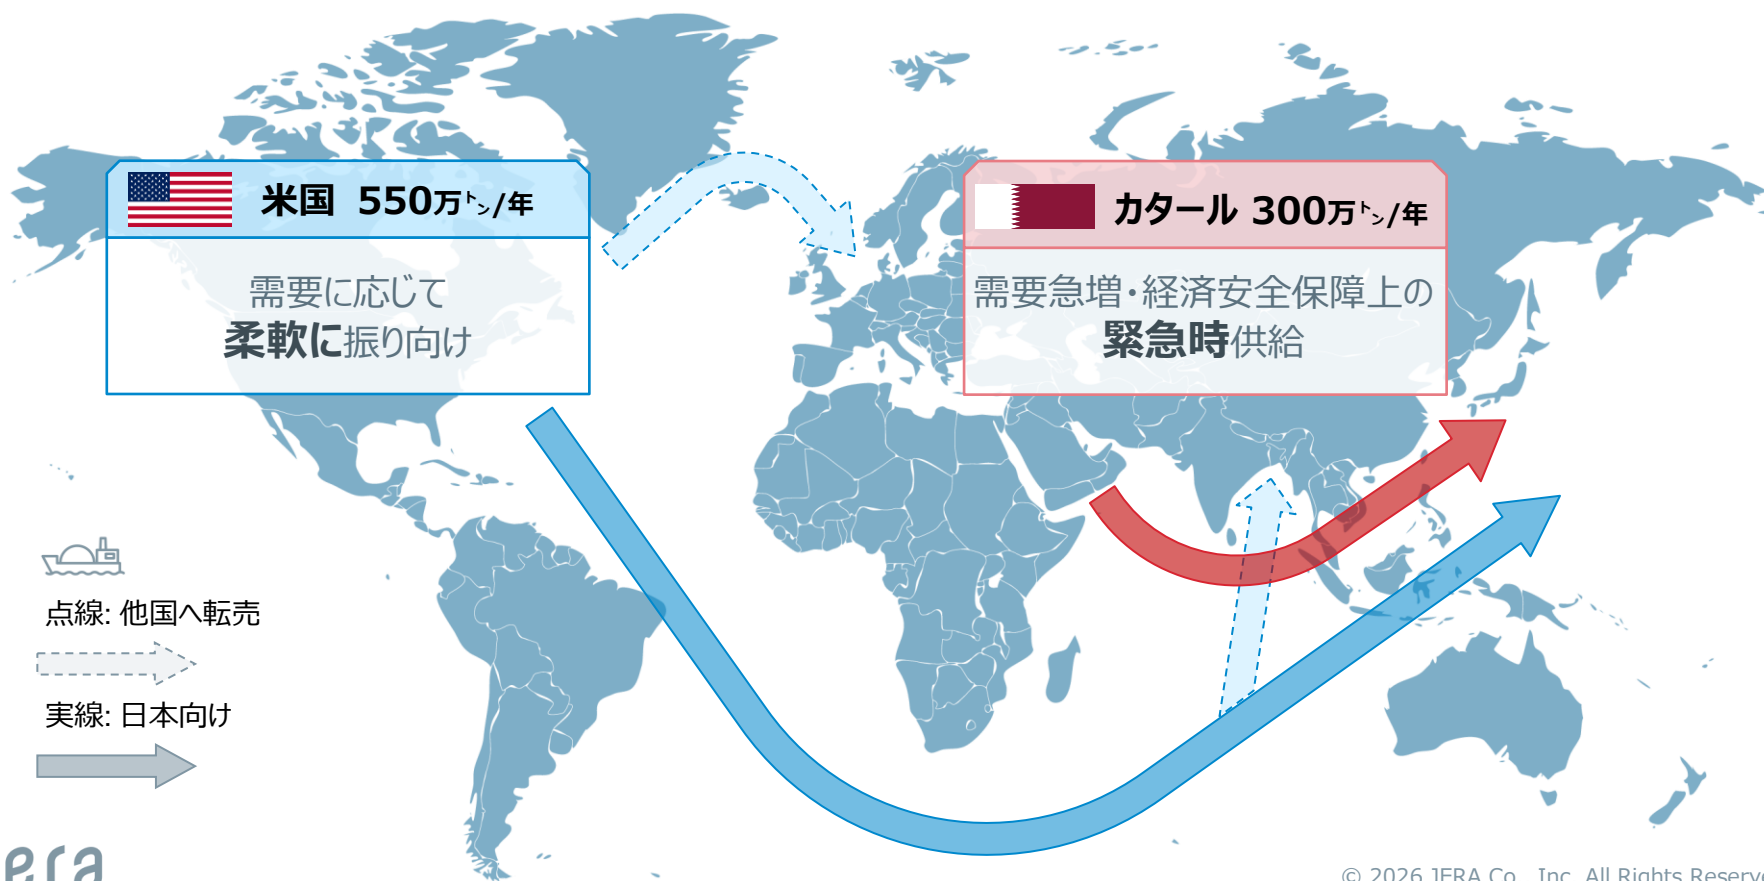 米国 550万㌧/年
需要に応じて
柔軟に振り向け
カタール 300万㌧/年
需要急増・経済安全保障上の
緊急時供給
点線: 他国へ転売
実線: 日本向け
era
© 2026 JERA Co., Inc. All Rights Reserv